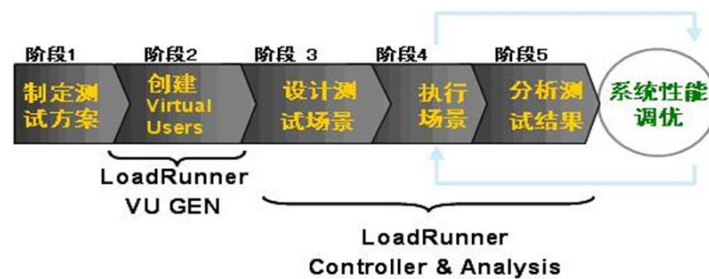 阶段1
阶段2
阶段 3
阶段4
阶段5
制定测
试方案
创建
Virtual
Users
设计测
试场景
执行
场景
分析测
试结果
系统性能
调优
LoadRunner
VU GEN
LoadRunner
Controller & Analysis